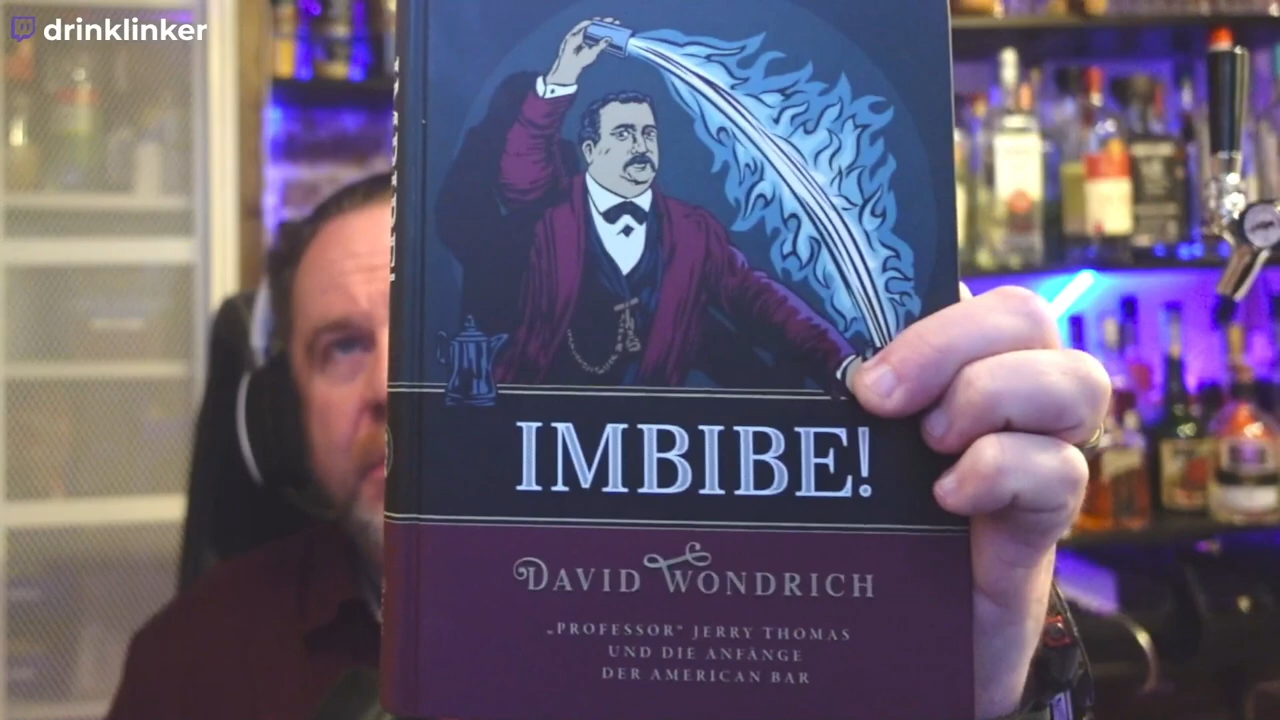 drinklinker
IMBIBE!
DAVID WONDRICH
„PROFESSOR“ JERRY THOMAS
UND DIE ANFÄNGE
DER AMERICAN BAR